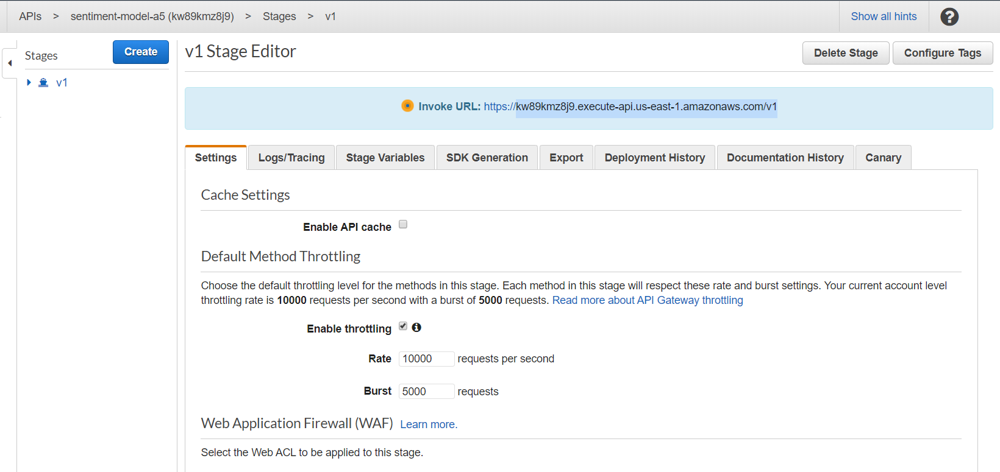 APIs > sentiment-model-a5 (kw89kmz8j9) > Stages > v1
Show all hints
?
Stages
Create
v1
v1 Stage Editor
Delete Stage
Configure Tags
Invoke URL: https://kw89kmz8j9.execute-api.us-east-1.amazonaws.com/v1
Settings
Logs/Tracing
Stage Variables
SDK Generation
Export
Deployment History
Documentation History
Canary
Cache Settings
Enable API cache
Default Method Throttling
Choose the default throttling level for the methods in this stage. Each method in this stage will respect these rate and burst settings. Your current account level
throttling rate is 10000 requests per second with a burst of 5000 requests. Read more about API Gateway throttling
Enable throttling
Rate 10000 requests per second
Burst 5000 requests
Web Application Firewall (WAF) Learn more.
Select the Web ACL to be applied to this stage.